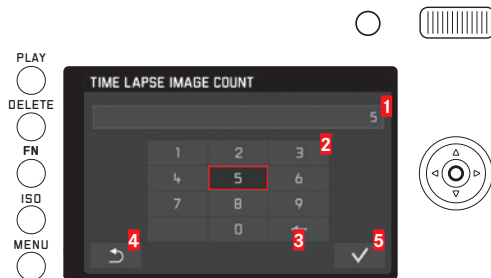 PLAY
DELETE
FN
ISO
MENU
TIME LAPSE IMAGE COUNT
5 1
1 2 3 2
4 5 6
7 8 9
0 3
4 5